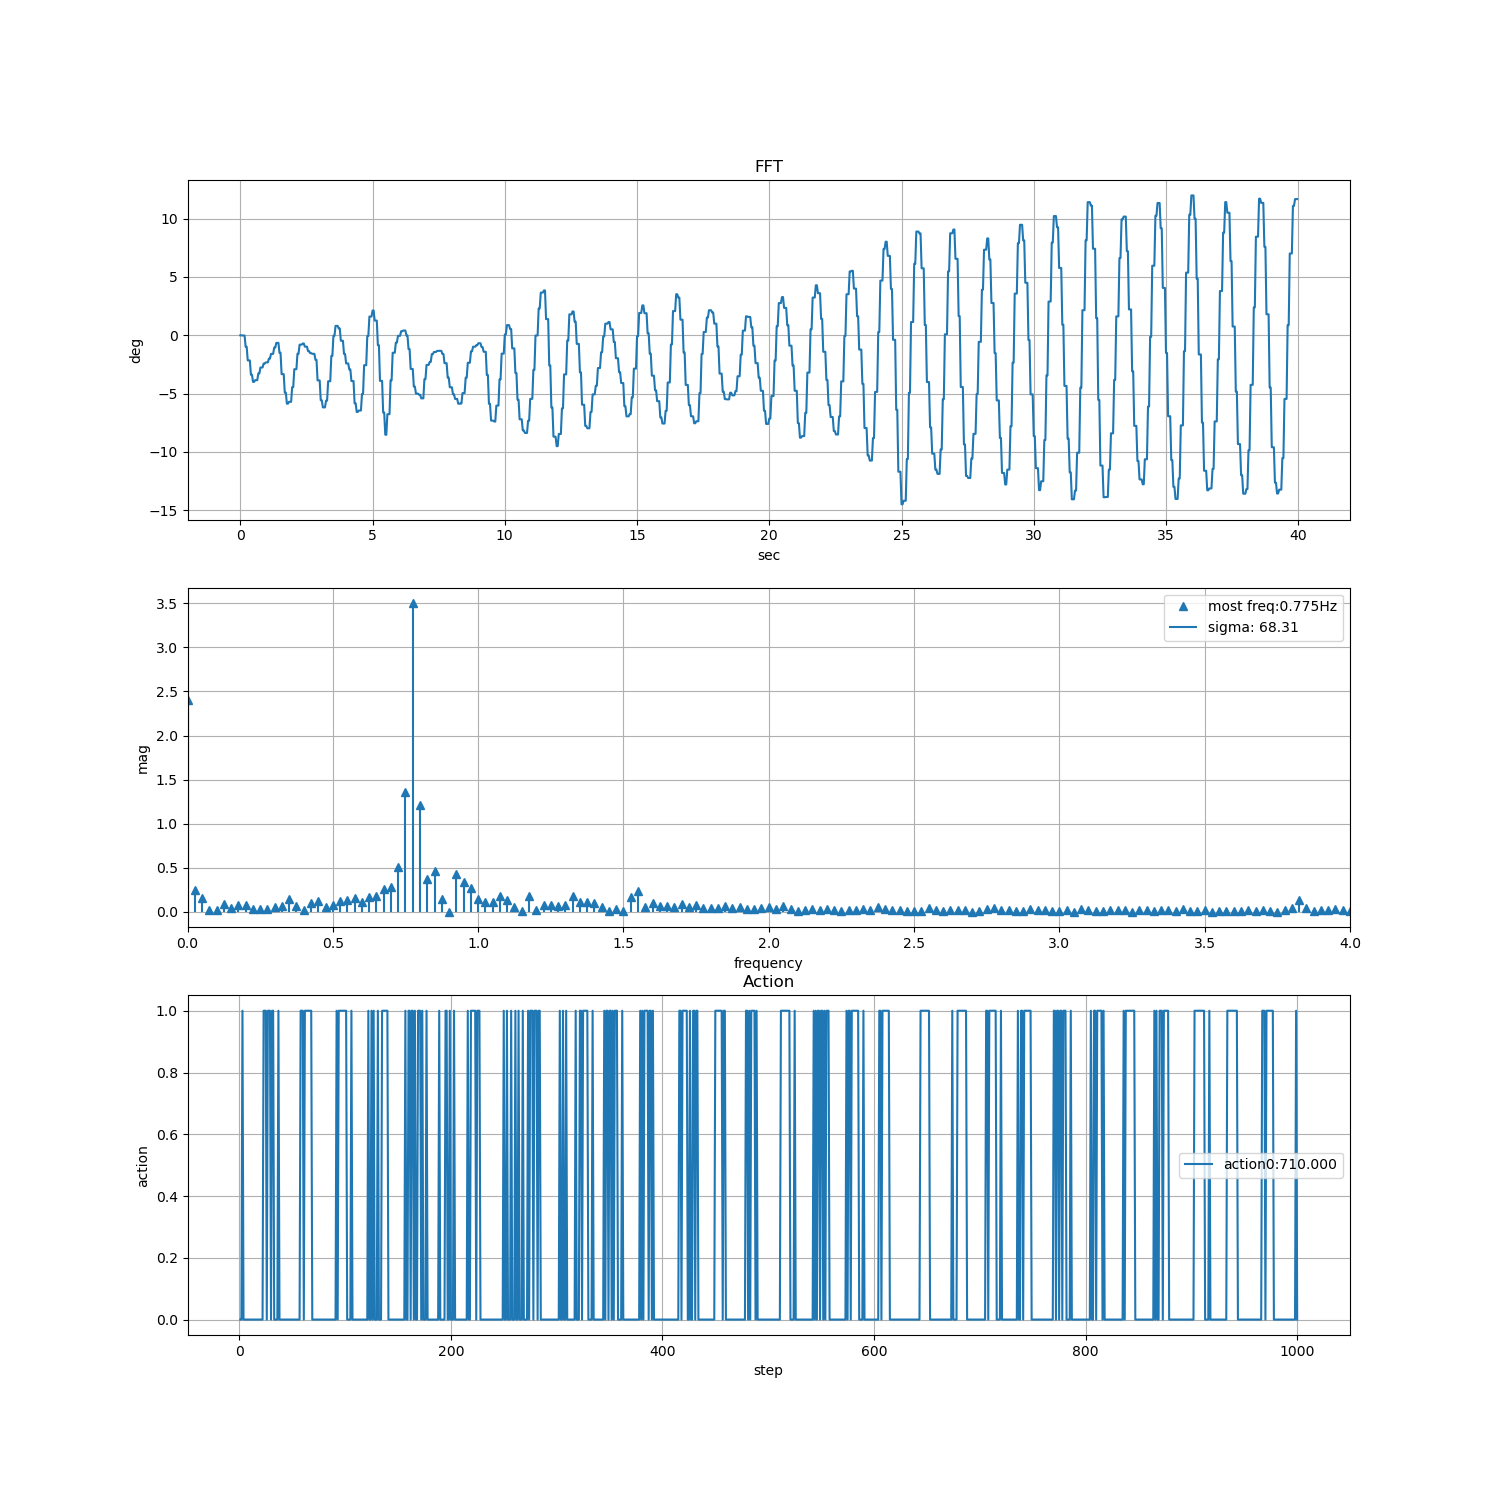 FFT
10
5
0
−5
−10
−15
deg
0 5 10 15 20 25 30 35 40
sec
3.5
3.0
2.5
2.0
1.5
1.0
0.5
0.0
mag
most freq:0.775Hz
sigma: 68.31
0.0 0.5 1.0 1.5 2.0 2.5 3.0 3.5 4.0
frequency
Action
1.0
0.8
0.6
0.4
0.2
0.0
action
action0:710.000
0 200 400 600 800 1000
step